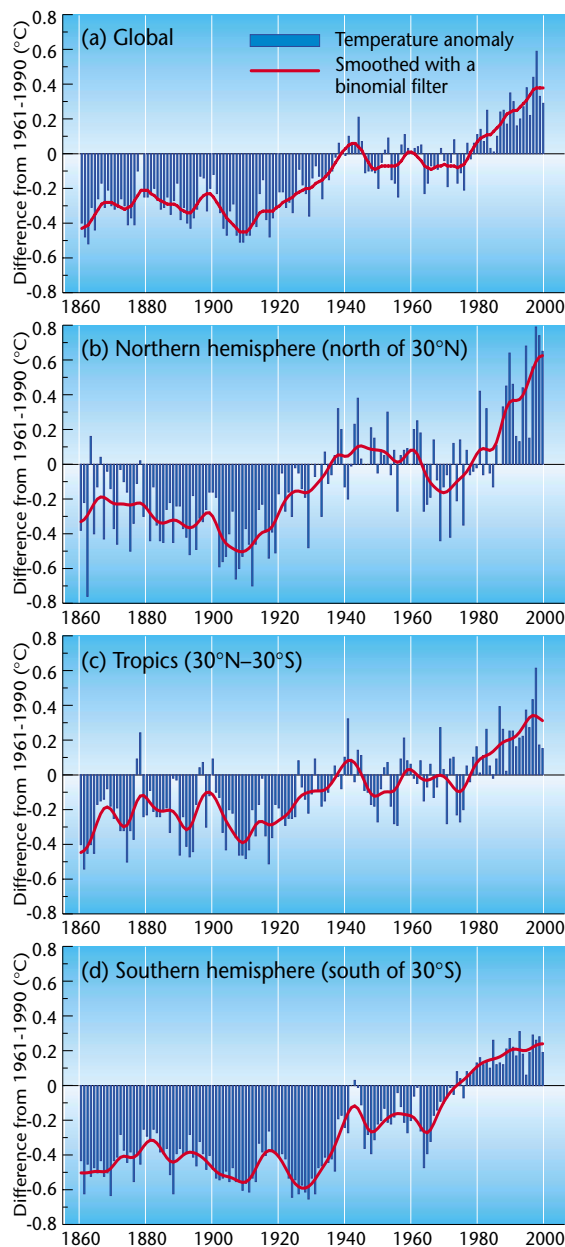 (a) Global
Temperature anomaly
Smoothed with a
binomial filter
Difference from 1961-1990 (°C)
0.8
0.6
0.4
0.2
0
-0.2
-0.4
-0.6
-0.8
1860 1880 1900 1920 1940 1960 1980 2000
(b) Northern hemisphere (north of 30°N)
Difference from 1961-1990 (°C)
0.8
0.6
0.4
0.2
0
-0.2
-0.4
-0.6
-0.8
1860 1880 1900 1920 1940 1960 1980 2000
(c) Tropics (30°N–30°S)
Difference from 1961-1990 (°C)
0.8
0.6
0.4
0.2
0
-0.2
-0.4
-0.6
-0.8
1860 1880 1900 1920 1940 1960 1980 2000
(d) Southern hemisphere (south of 30°S)
Difference from 1961-1990 (°C)
0.8
0.6
0.4
0.2
0
-0.2
-0.4
-0.6
-0.8
1860 1880 1900 1920 1940 1960 1980 2000